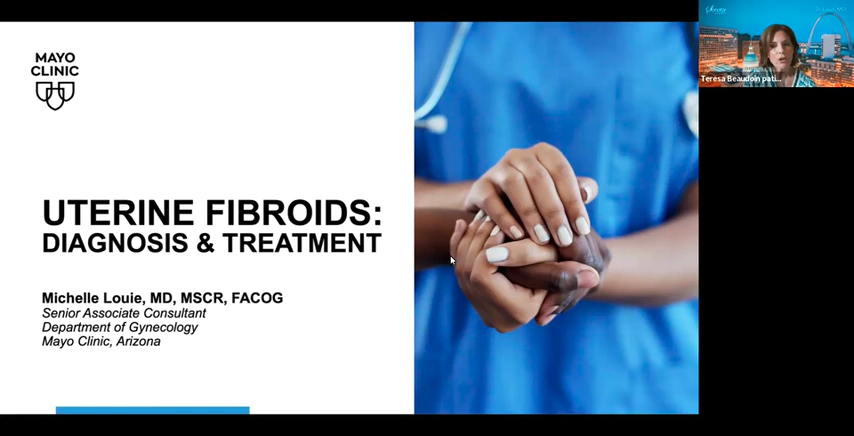 MAYO
CLINIC
UTERINE FIBROIDS:
DIAGNOSIS & TREATMENT
Michelle Louie, MD, MSCR, FACOG
Senior Associate Consultant
Department of Gynecology
Mayo Clinic, Arizona
Teresa Beaudoin pati...